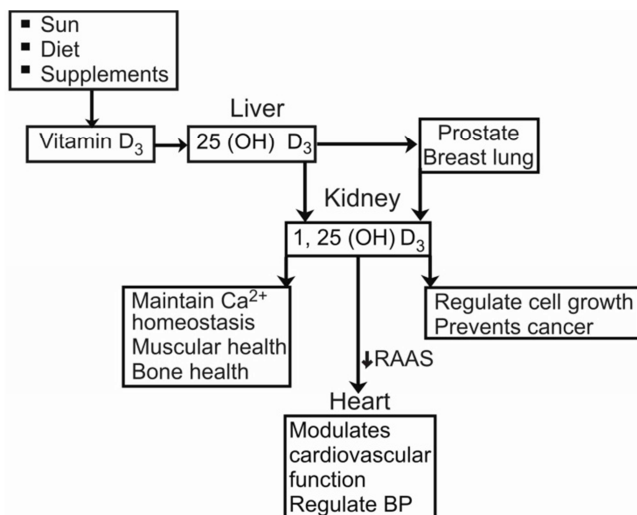 ▪ Sun
▪ Diet
▪ Supplements
Liver
Vitamin D₃
25 (OH) D₃
Prostate
Breast lung
Kidney
1, 25 (OH) D₃
Maintain Ca²⁺
homeostasis
Muscular health
Bone health
Regulate cell growth
Prevents cancer
↓RAAS
Heart
Modulates
cardiovascular
function
Regulate BP